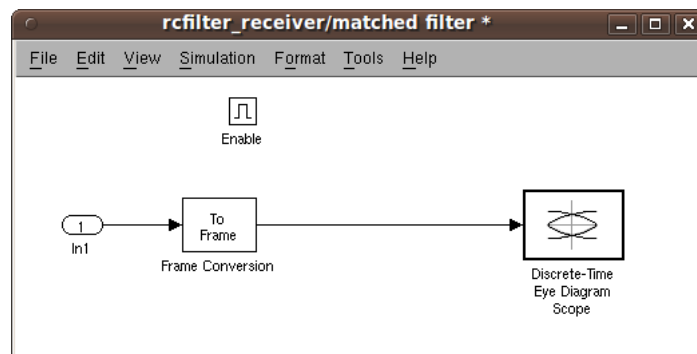 rcfilter_receiver/matched filter *
File Edit View Simulation Format Tools Help
Enable
1
In1
To
Frame
Frame Conversion
Discrete-Time
Eye Diagram
Scope